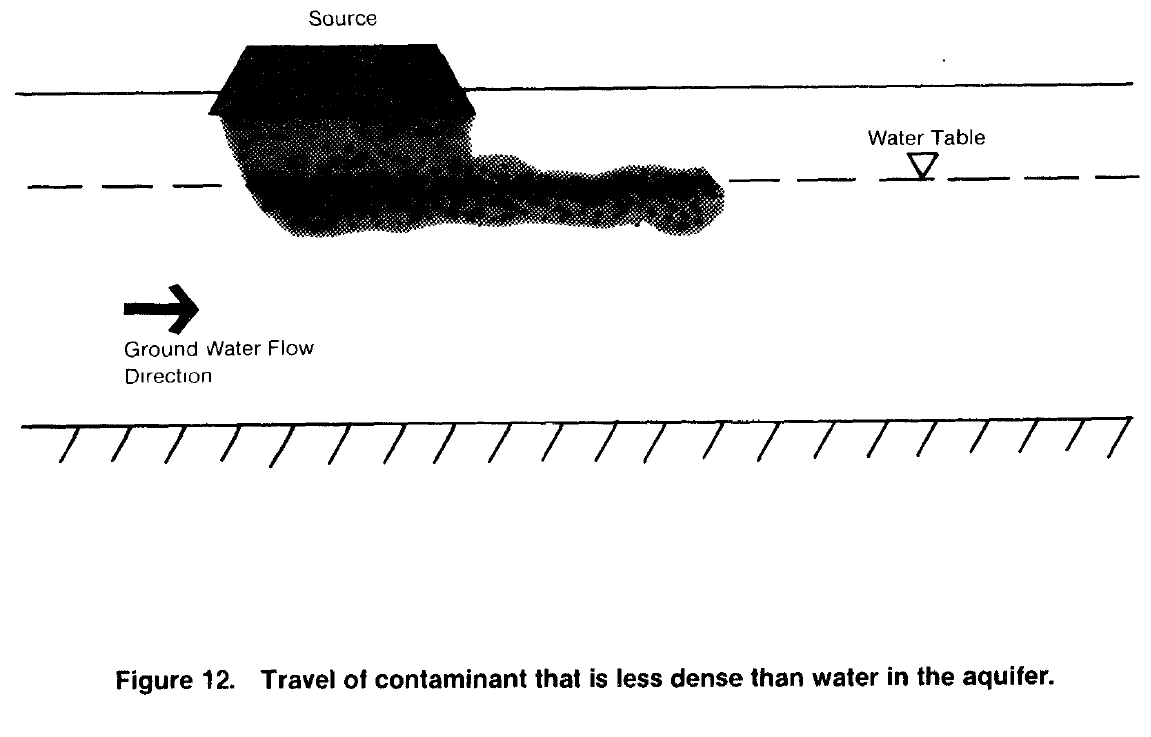 Source
Water Table
Ground Water Flow
Direction
Figure 12. Travel of contaminant that is less dense than water in the aquifer.